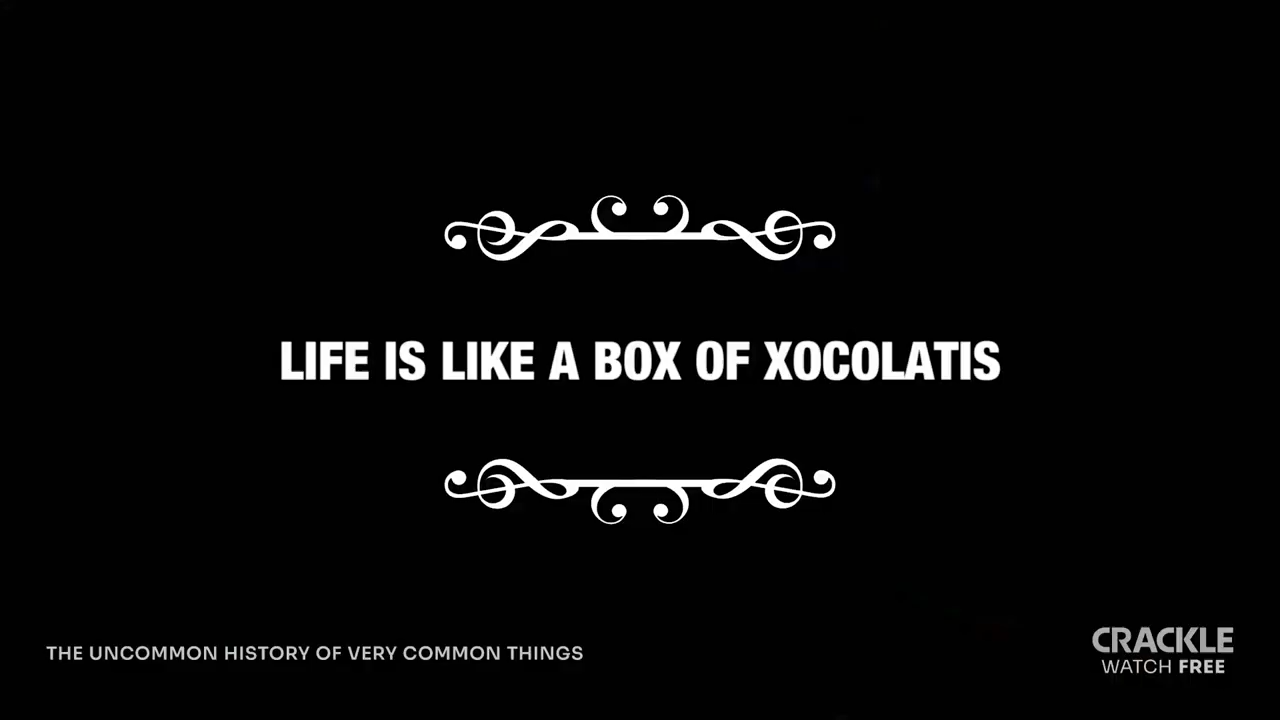 LIFE IS LIKE A BOX OF XOCOLATIS
THE UNCOMMON HISTORY OF VERY COMMON THINGS
CRACKLE
WATCH FREE